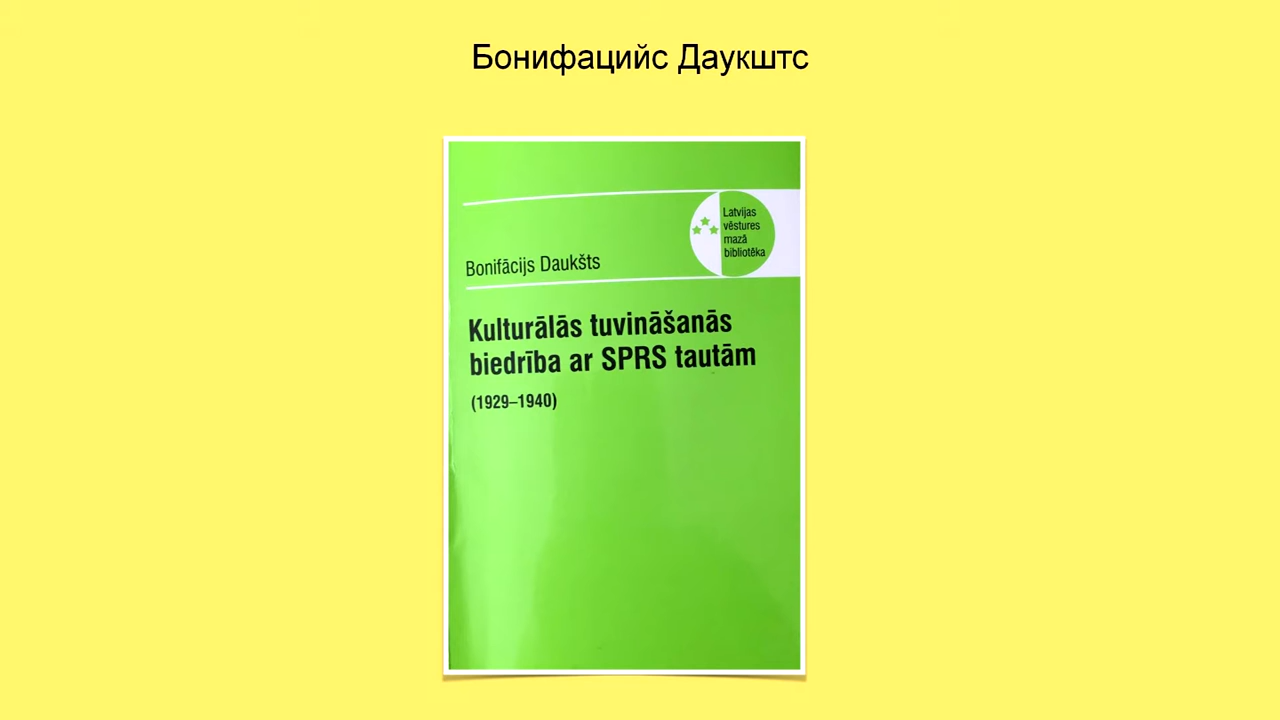 Бонифацийс Даукштс
Latvijas
vēstures
mazā
bibliotēka
Bonifācijs Daukšts
Kulturālās tuvināšanās
biedrība ar SPRS tautām
(1929–1940)